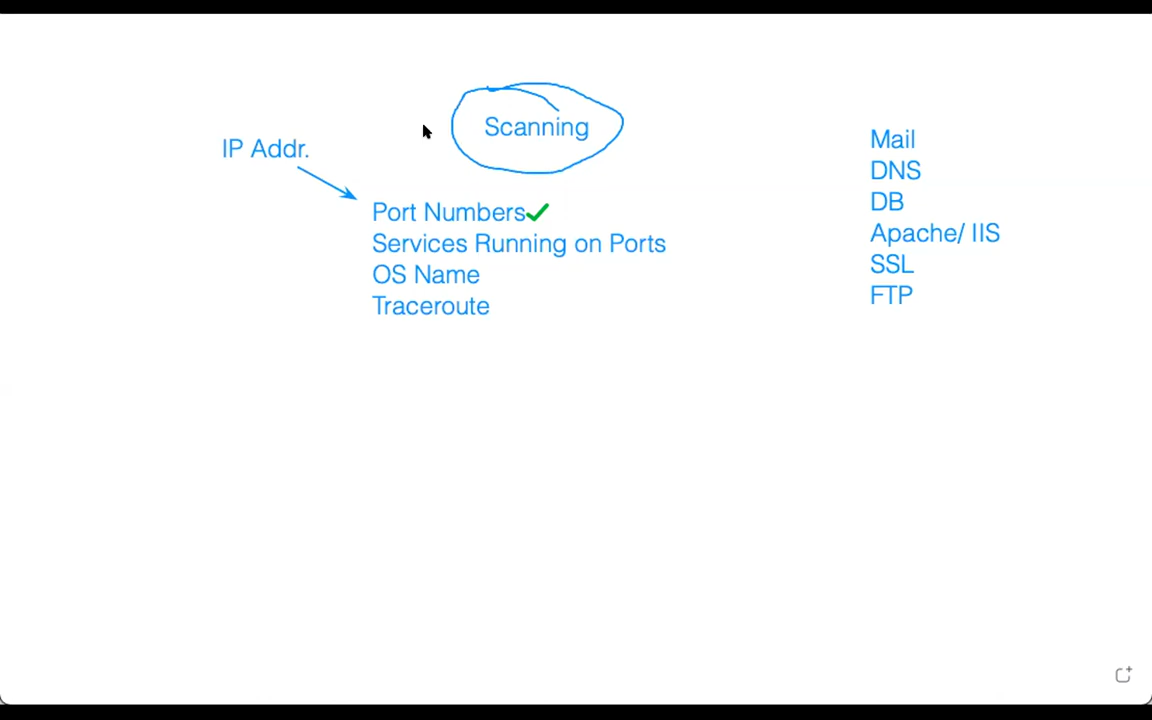 Scanning
IP Addr.
Port Numbers
Services Running on Ports
OS Name
Traceroute
Mail
DNS
DB
Apache/ IIS
SSL
FTP